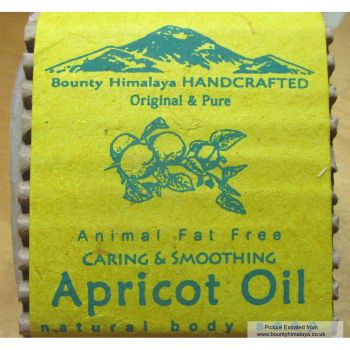 Bounty Himalaya HANDCRAFTED
Original & Pure
Animal Fat Free
CARING & SMOOTHING
Apricot Oil
natural body
Picture Extrated from
www.bountyhimalaya.co.uk